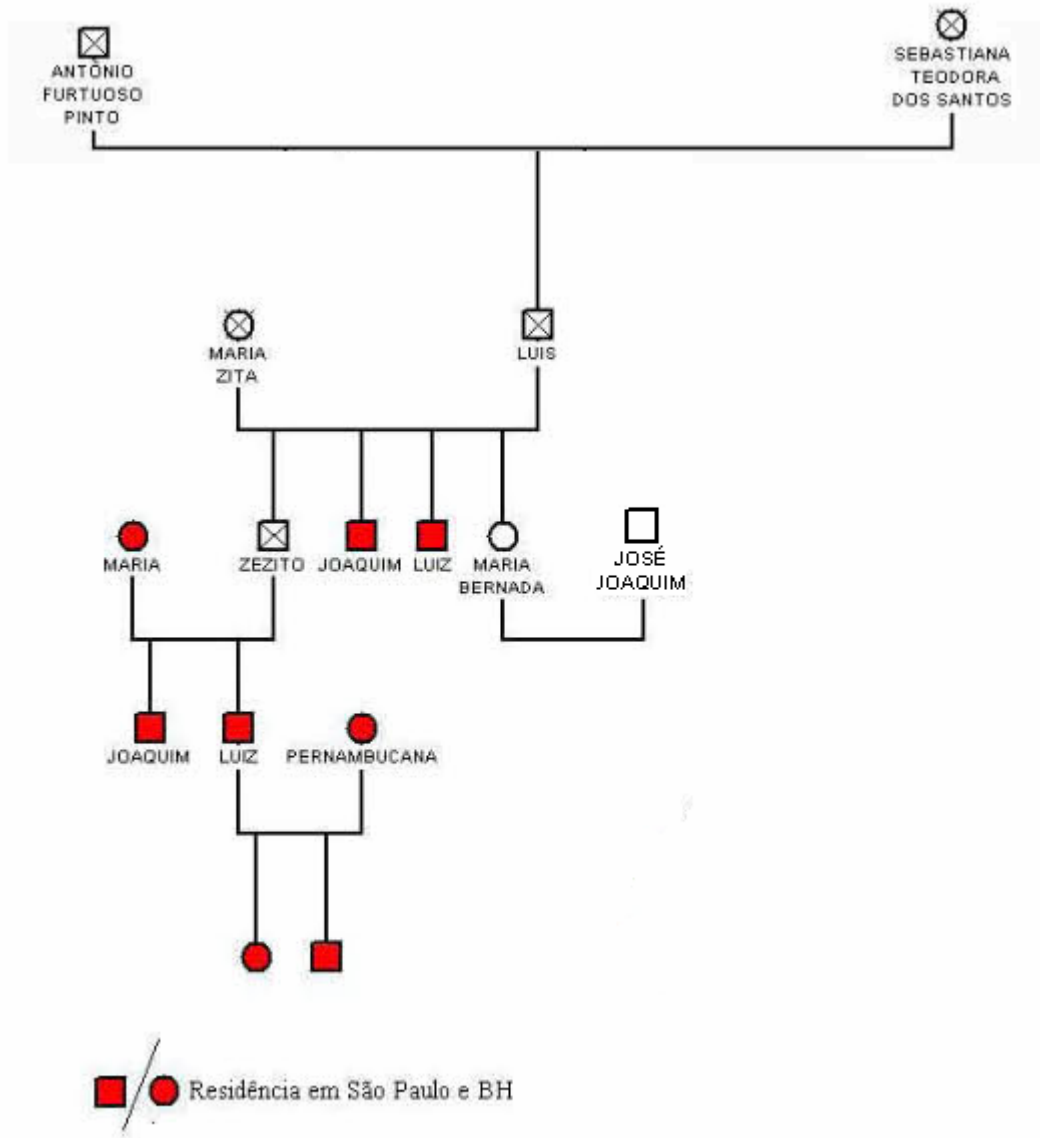 ANTÔNIO
FURTUOSO
PINTO
SEBASTIANA
TEODORA
DOS SANTOS
MARIA
ZITA
LUIS
MARIA
ZEZITO
JOAQUIM
LUIZ
MARIA
BERNADA
JOSÉ
JOAQUIM
JOAQUIM
LUIZ
PERNAMBUCANA
Residência em São Paulo e BH